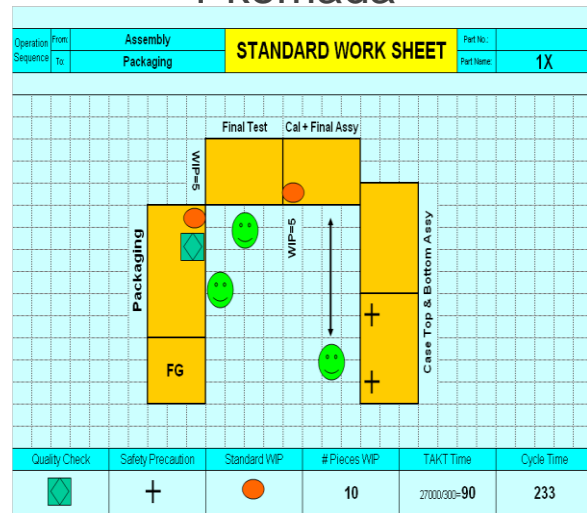 Operation Sequence
From:
Assembly
To:
Packaging
STANDARD WORK SHEET
Part No.:
Part Name:
1X
Final Test
Cal + Final Assy
WIP=5
WIP=5
Packaging
Case Top & Bottom Assy
FG
Quality Check
Safety Precaution
Standard WIP
# Pieces WIP
TAKT Time
Cycle Time
10
27000/300=90
233